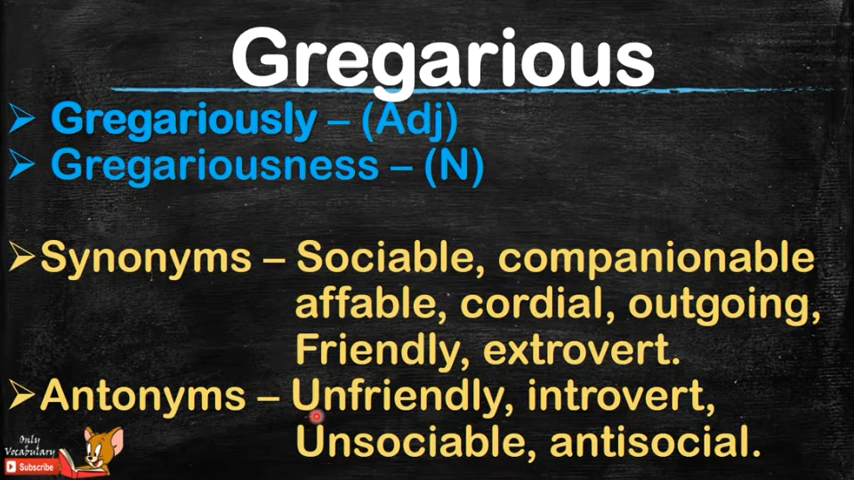 Gregarious
Gregariously – (Adj)
Gregariousness – (N)
Synonyms – Sociable, companionable
affable, cordial, outgoing,
Friendly, extrovert.
Antonyms – Unfriendly, introvert,
Unsociable, antisocial.
Only
Vocabulary
Subscribe